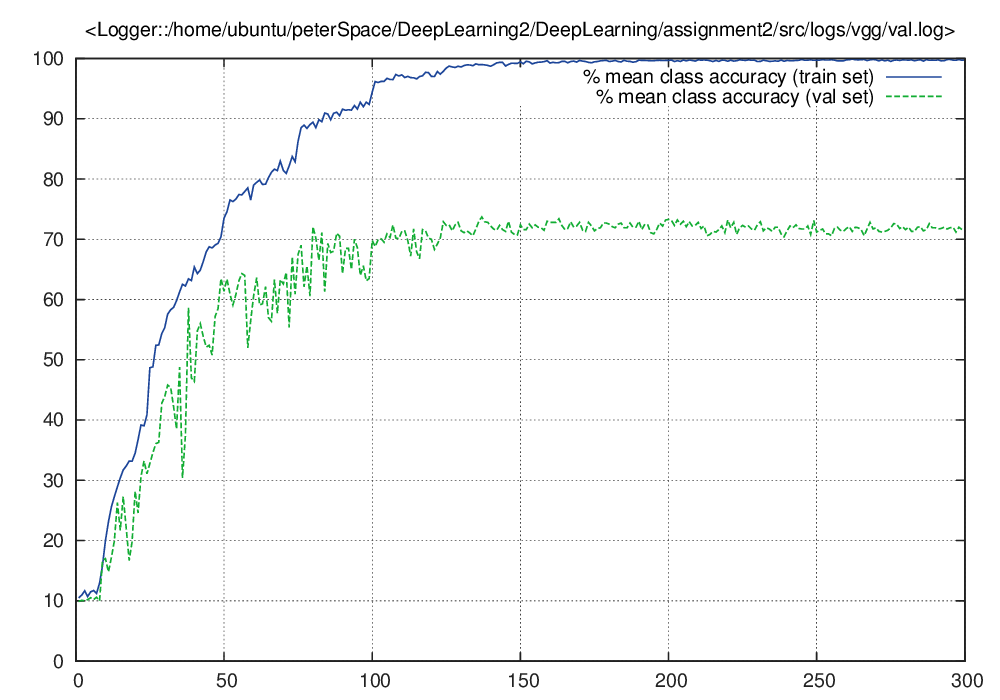 <Logger::/home/ubuntu/peterSpace/DeepLearning2/DeepLearning/assignment2/src/logs/vgg/val.log>
% mean class accuracy (train set)
% mean class accuracy (val set)
100
90
80
70
60
50
40
30
20
10
0
0 50 100 150 200 250 300